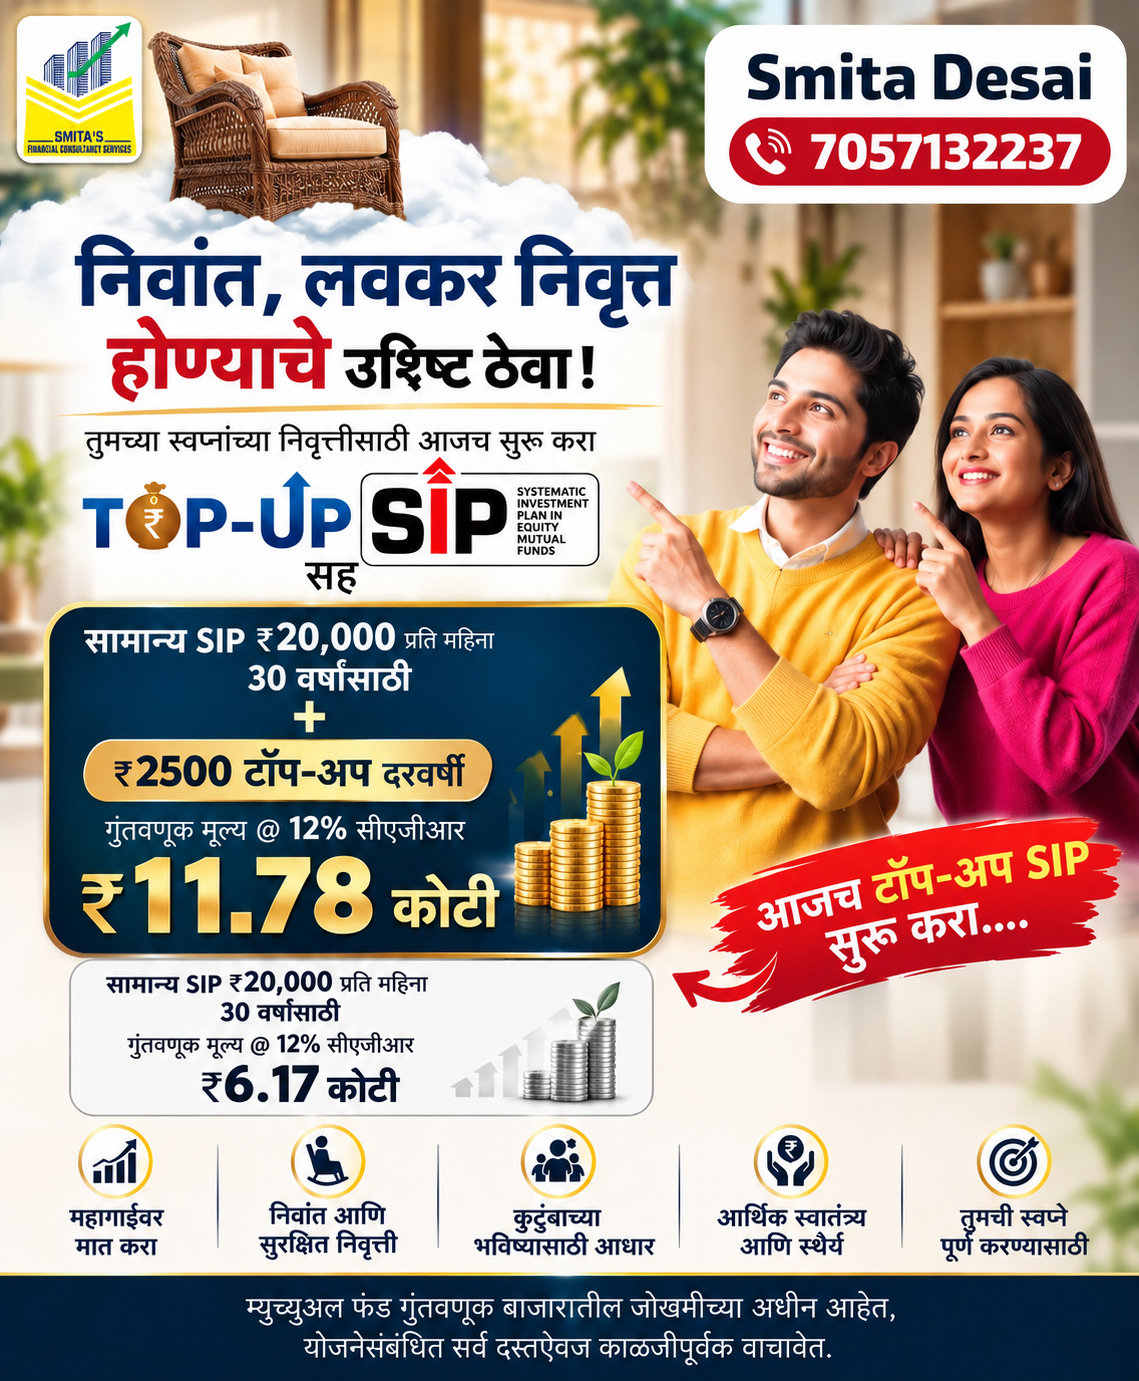 SMITA'S
FINANCIAL CONSULTANCY SERVICES
Smita Desai
7057132237
निवांत, लवकर निवृत्त
होण्याचे उश्ष्टि ठेवा!
तुमच्या स्वप्नांच्या निवृत्तीसाठी आजच सुरू करा
TOP-UP SIP SYSTEMATIC
INVESTMENT
PLAN IN
EQUITY
MUTUAL
FUNDS
सह
सामान्य SIP ₹20,000 प्रति महिना
30 वर्षांसाठी
+
₹2500 टॉप-अप दरवर्षी
गुंतवणूक मूल्य @ 12% सीएजीआर
₹11.78 कोटी
आजच टॉप-अप SIP
सुरू करा....
सामान्य SIP ₹20,000 प्रति महिना
30 वर्षासाठी
गुंतवणूक मूल्य @ 12% सीएजीआर
₹6.17 कोटी
महागाईवर
मात करा
निवांत आणि
सुरक्षित निवृत्ती
कुटुंबाच्या
भविष्यासाठी आधार
आर्थिक स्वातंत्र्य
आणि स्थैर्य
तुमची स्वप्ने
पूर्ण करण्यासाठी
म्युच्युअल फंड गुंतवणूक बाजारातील जोखमीच्या अधीन आहेत,
योजनेसंबंधित सर्व दस्तऐवज काळजीपूर्वक वाचावेत.